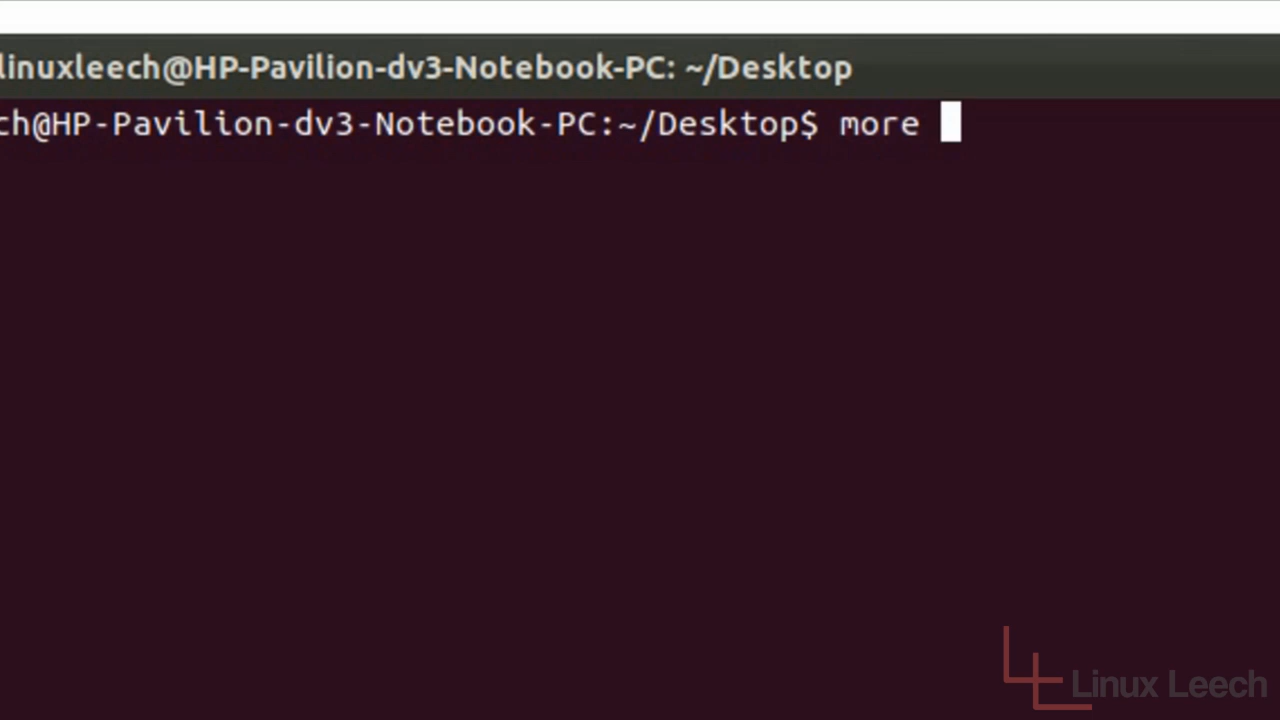 linuxleech@HP-Pavilion-dv3-Notebook-PC: ~/Desktop
ch@HP-Pavilion-dv3-Notebook-PC:~/Desktop$ more
Linux Leech